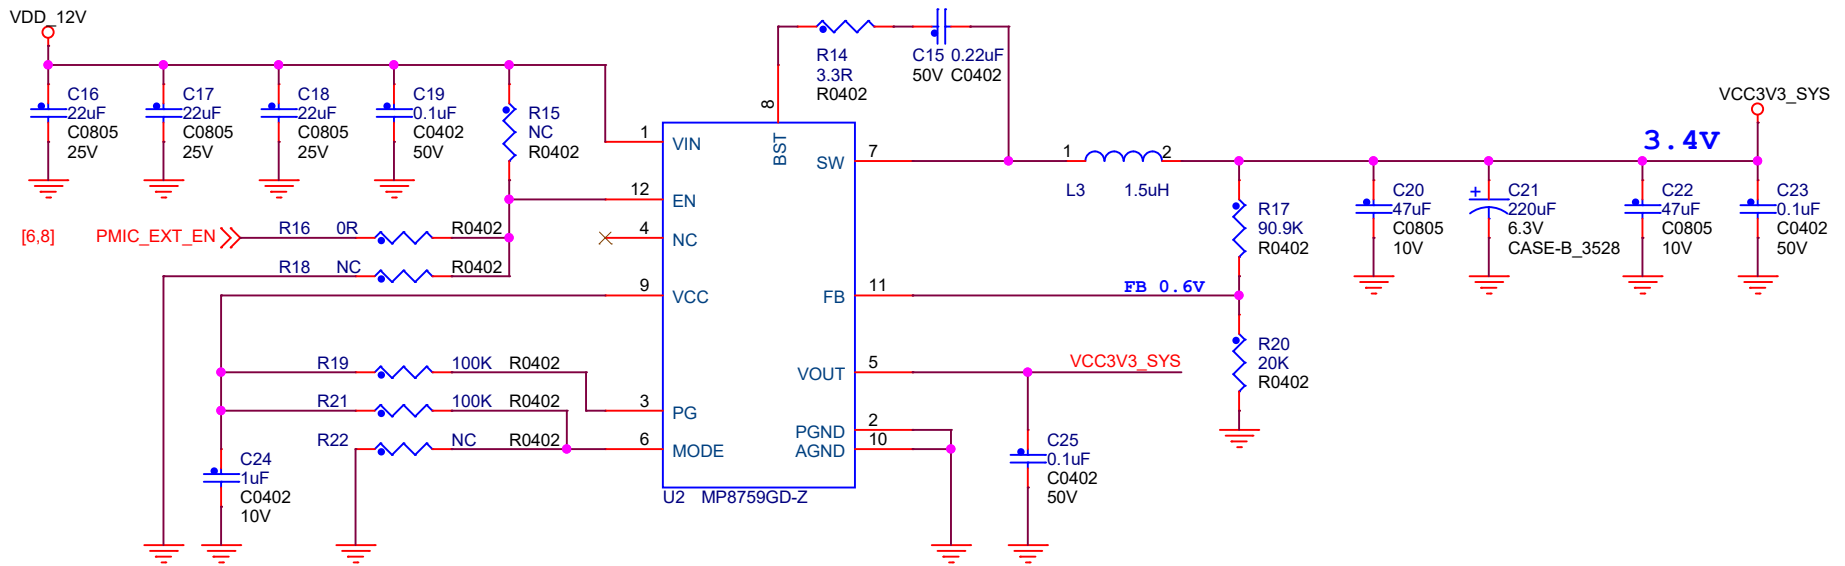 VDD_12V
C16
22uF
C0805
25V
C17
22uF
C0805
25V
C18
22uF
C0805
25V
C19
0.1uF
C0402
50V
R15
NC
R0402
R14
3.3R
R0402
C15 0.22uF
50V C0402
8
BST
1
VIN
12
EN
4
NC
9
VCC
3
PG
6
MODE
7
SW
11
FB
5
VOUT
2
PGND
10
AGND
U2 MP8759GD-Z
[6,8]
PMIC_EXT_EN
R16 0R R0402
R18 NC R0402
R19 100K R0402
R21 100K R0402
R22 NC R0402
C24
1uF
C0402
10V
1 2
L3 1.5uH
R17
90.9K
R0402
FB 0.6V
R20
20K
R0402
VCC3V3_SYS
C25
0.1uF
C0402
50V
VCC3V3_SYS
3.4V
C20
47uF
C0805
10V
+
C21
220uF
6.3V
CASE-B_3528
C22
47uF
C0805
10V
C23
0.1uF
C0402
50V